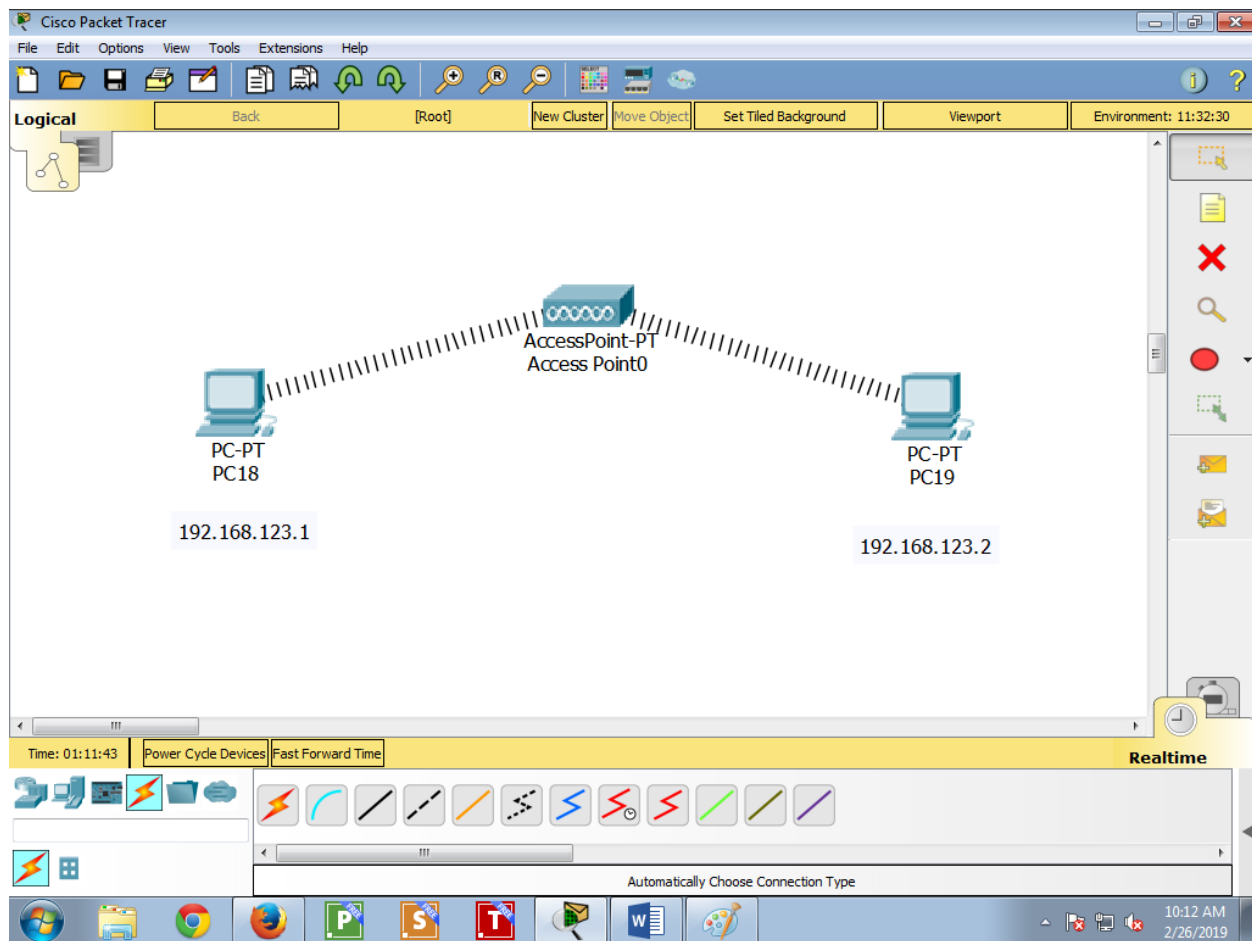 Cisco Packet Tracer
File Edit Options View Tools Extensions Help
Logical Back [Root] New Cluster Move Object Set Tiled Background Viewport Environment: 11:32:30
AccessPoint-PT
Access Point0
PC-PT
PC18
PC-PT
PC19
192.168.123.1
192.168.123.2
Time: 01:11:43 Power Cycle Devices Fast Forward Time Realtime
Automatically Choose Connection Type
10:12 AM
2/26/2019